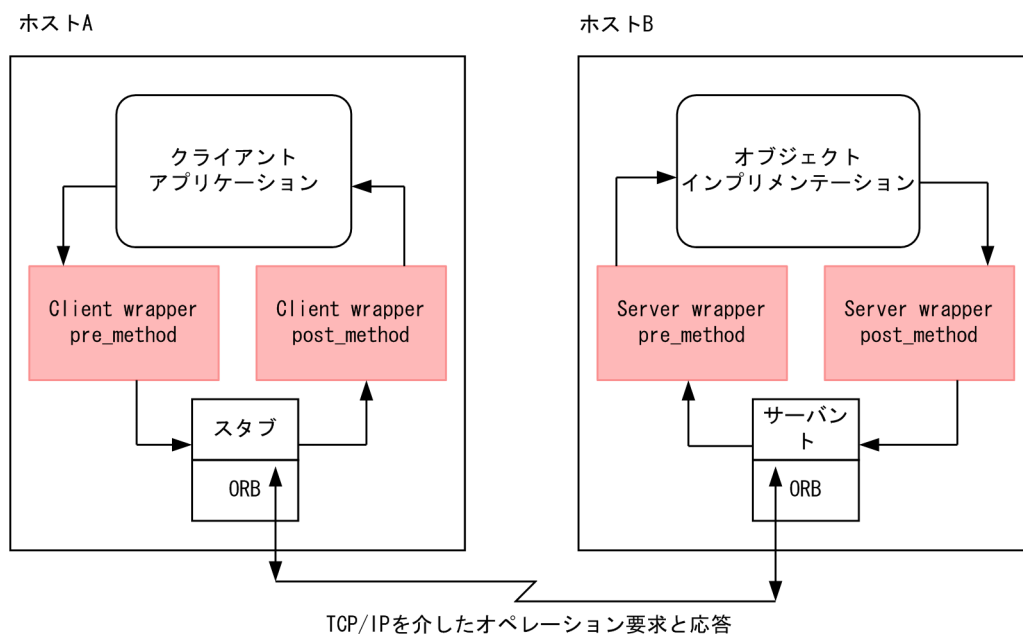 ホストA
ホストB
クライアント
アプリケーション
オブジェクト
インプリメンテーション
Client wrapper
pre_method
Client wrapper
post_method
Server wrapper
pre_method
Server wrapper
post_method
スタブ
ORB
サーバン
ト
ORB
TCP/IPを介したオペレーション要求と応答